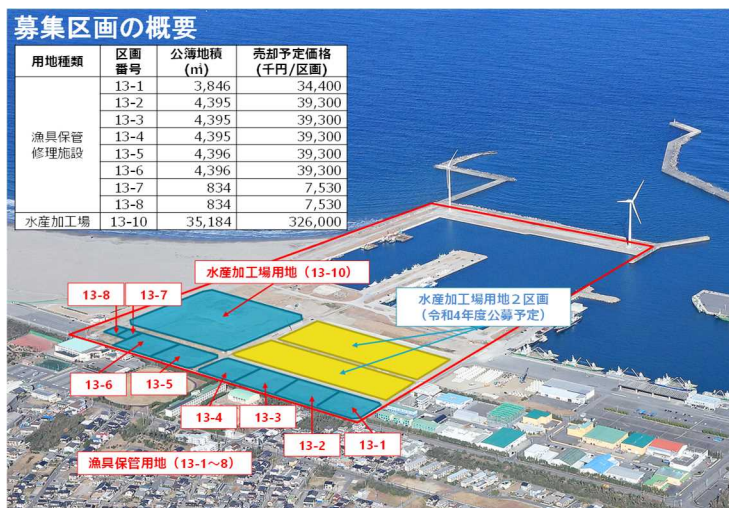 募集区画の概要
用地種類 区画番号 公簿地積(㎡) 売却予定価格(千円/区画)
漁具保管修理施設 13-1 3,846 34,400
13-2 4,395 39,300
13-3 4,395 39,300
13-4 4,395 39,300
13-5 4,396 39,300
13-6 4,396 39,300
13-7 834 7,530
13-8 834 7,530
水産加工場 13-10 35,184 326,000
水産加工場用地（13-10）
13-8
13-7
水産加工場用地２区画
（令和4年度公募予定）
13-6
13-5
13-4
13-3
13-2
13-1
漁具保管用地（13-1～8）